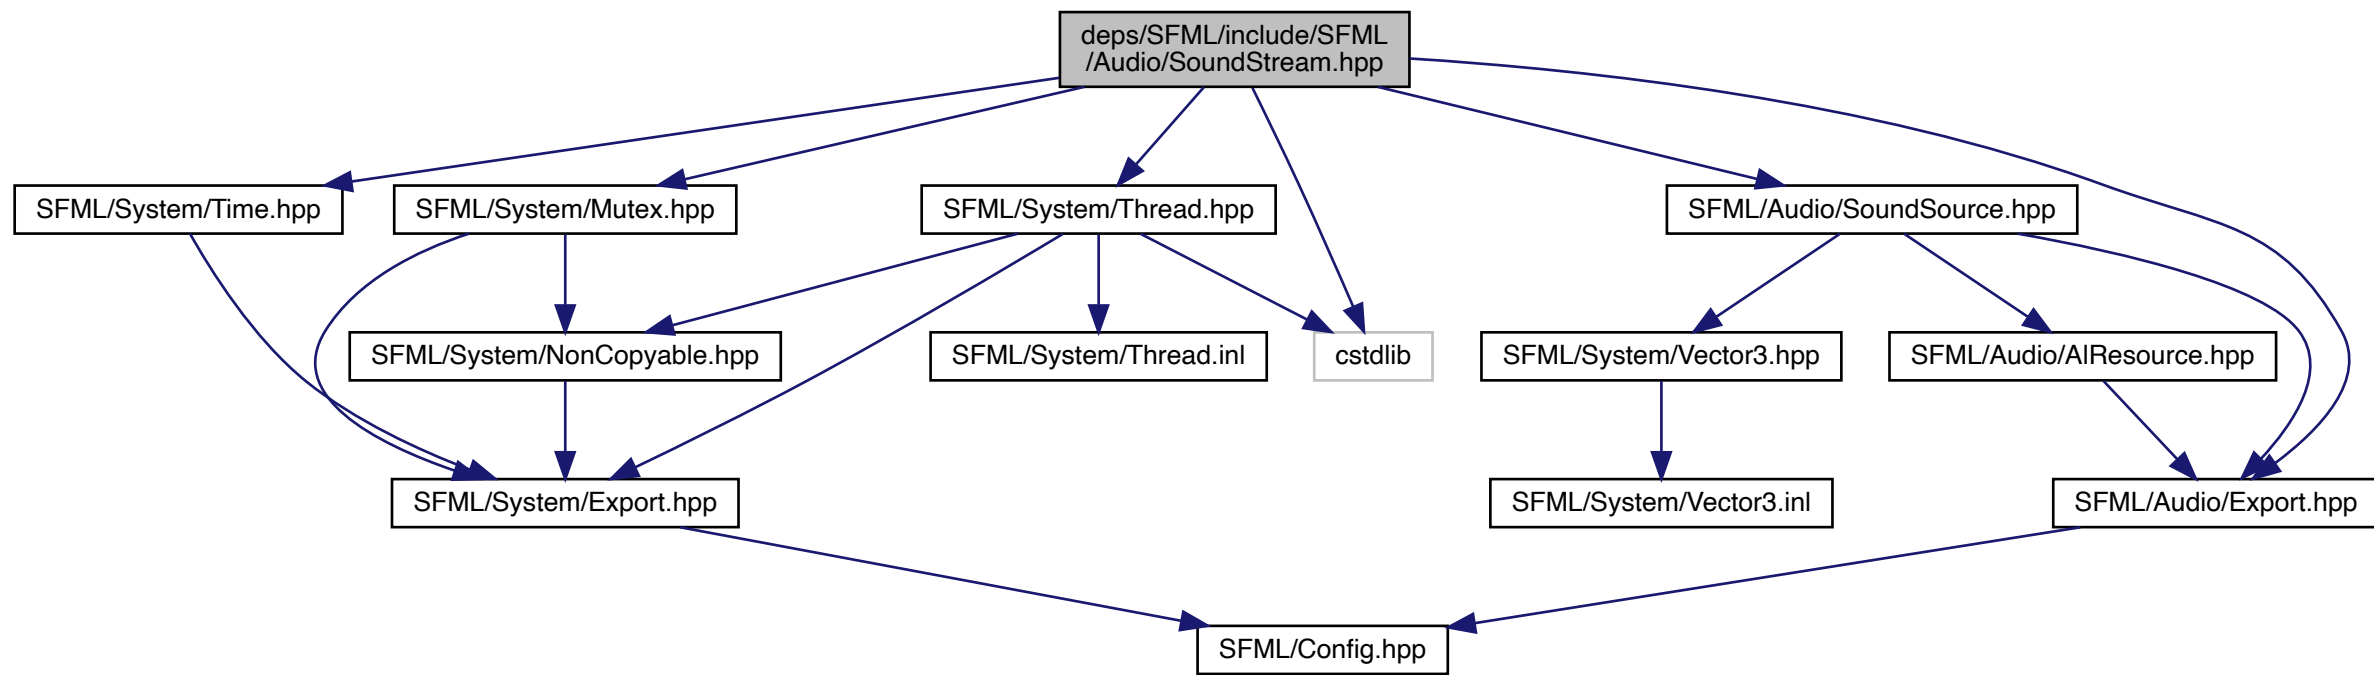 deps/SFML/include/SFML
/Audio/SoundStream.hpp
SFML/System/Time.hpp
SFML/System/Mutex.hpp
SFML/System/Thread.hpp
SFML/Audio/SoundSource.hpp
SFML/System/NonCopyable.hpp
SFML/System/Thread.inl
cstdlib
SFML/System/Vector3.hpp
SFML/Audio/AlResource.hpp
SFML/System/Export.hpp
SFML/System/Vector3.inl
SFML/Audio/Export.hpp
SFML/Config.hpp